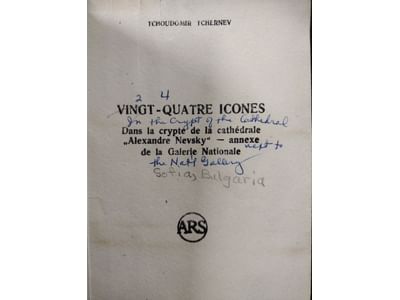 TCHOUDOMIR TCHERNEV
2 4
VINGT-QUATRE ICONES
In the Crypt of the Cathedral
Dans la crypte de la cathédrale
„Alexandre Nevsky“ — annexe
next to
de la Galerie Nationale
the Nat'l Gallery
Sofia, Bulgaria
ARS